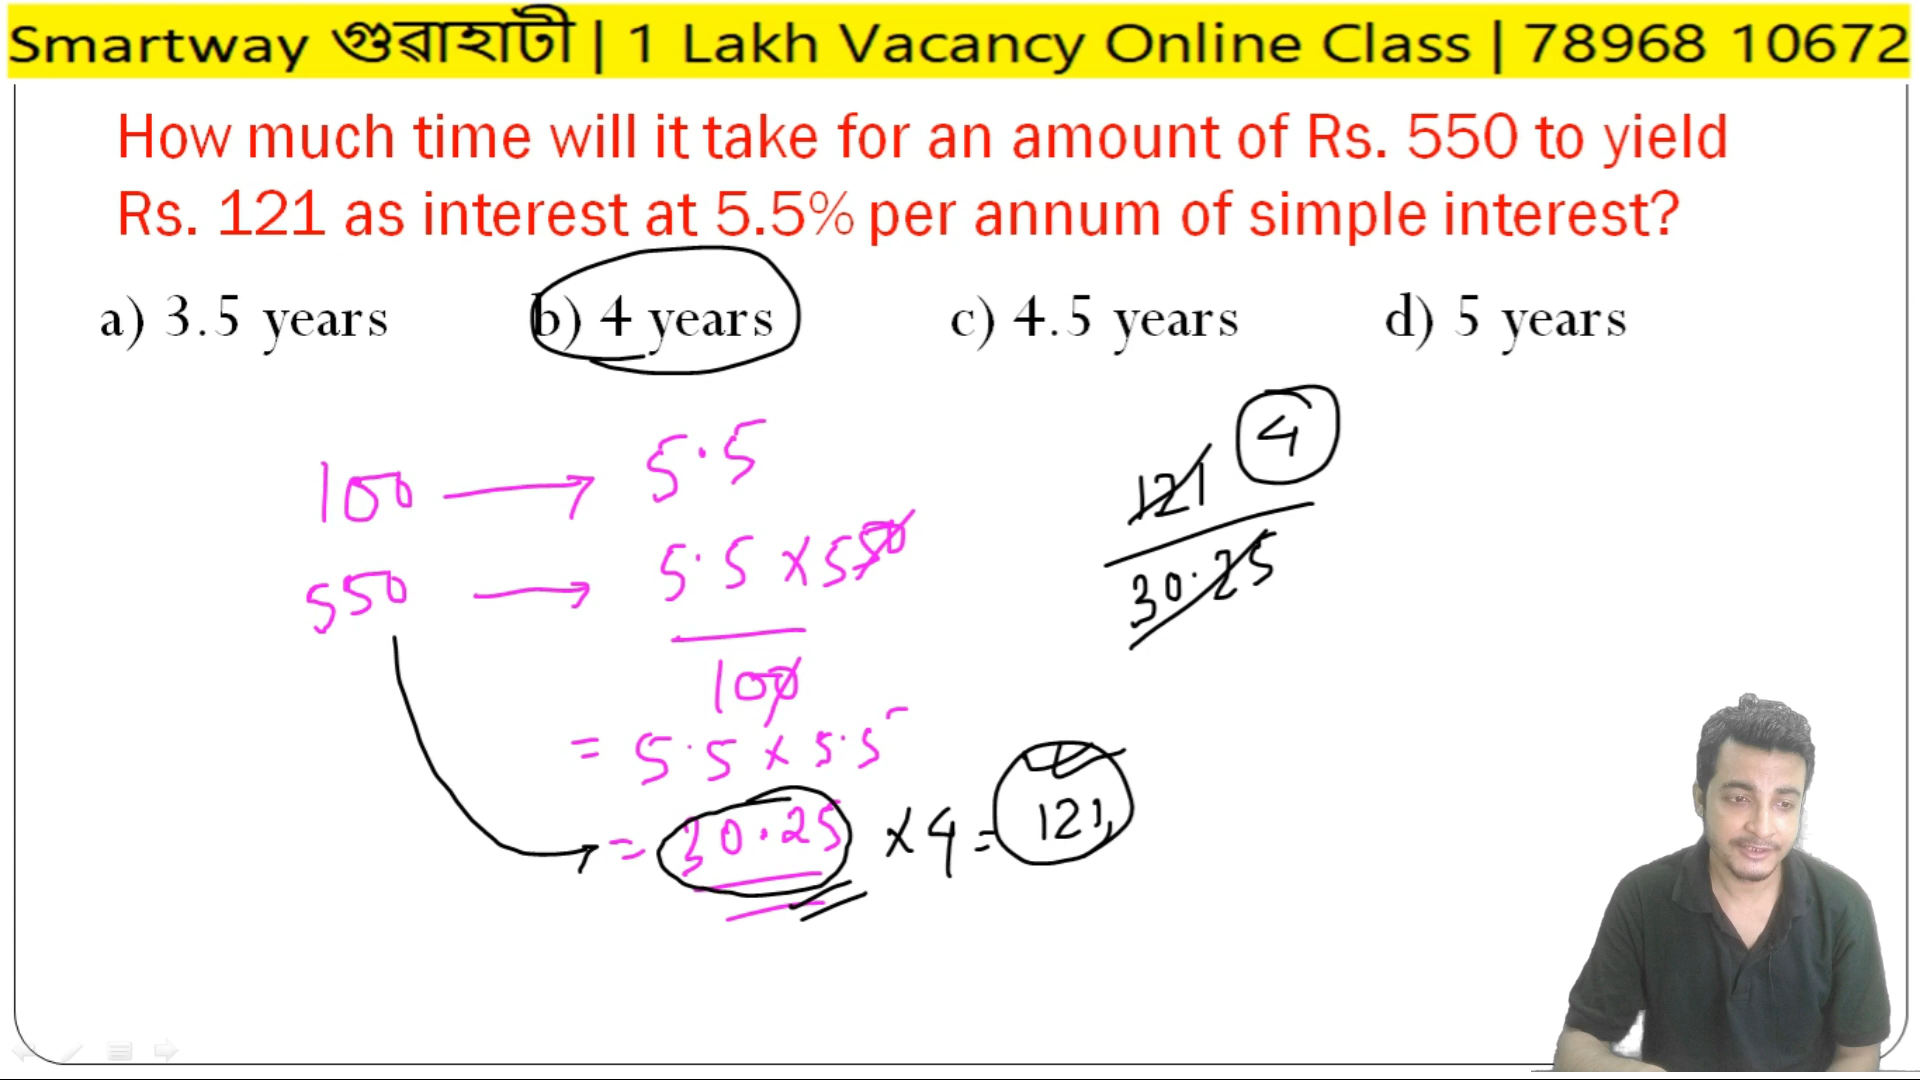 Smartway গুৱাহাটী | 1 Lakh Vacancy Online Class | 78968 10672
How much time will it take for an amount of Rs. 550 to yield
Rs. 121 as interest at 5.5% per annum of simple interest?
a) 3.5 years b) 4 years c) 4.5 years d) 5 years
100 → 5.5
550 → 5.5 × 550
100
= 5.5 × 5.5
= 30.25 × 4 = 121
121 4
30.25